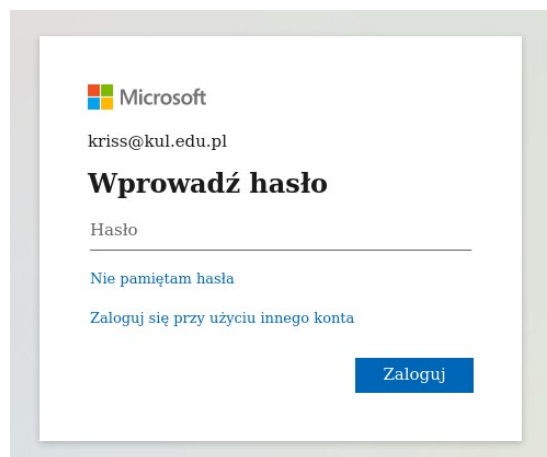 Microsoft
kriss@kul.edu.pl
Wprowadź hasło
Hasło
Nie pamiętam hasła
Zaloguj się przy użyciu innego konta
Zaloguj